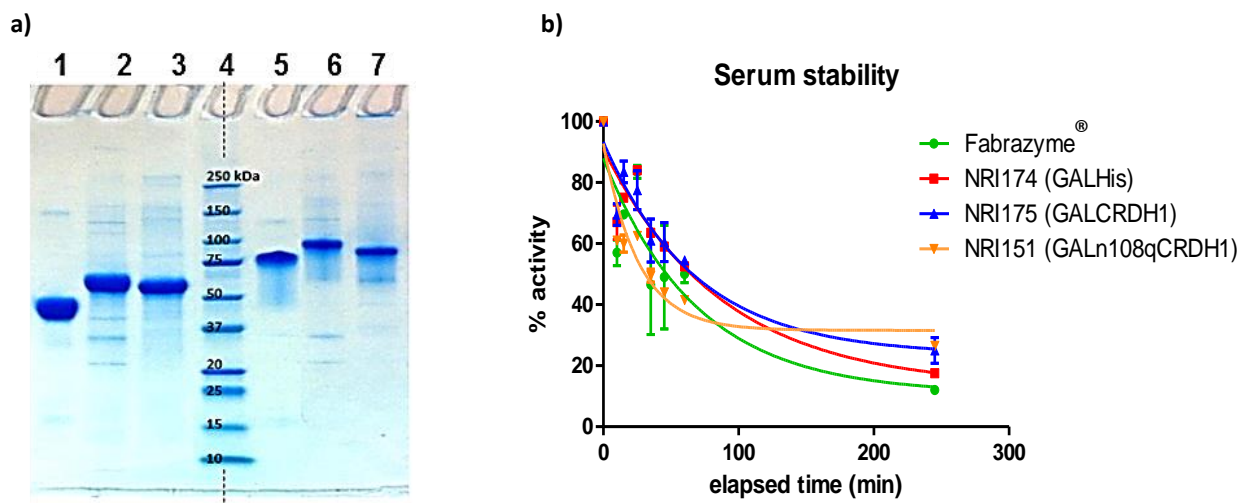 a)
1 2 3 4 5 6 7
250 kDa
150
100
75
50
37
20
25
15
10
b)
Serum stability
100
80
60
40
20
0
% activity
0 100 200 300
elapsed time (min)
Fabrazyme®
NRI174 (GALHis)
NRI175 (GALCRDH1)
NRI151 (GALn108qCRDH1)